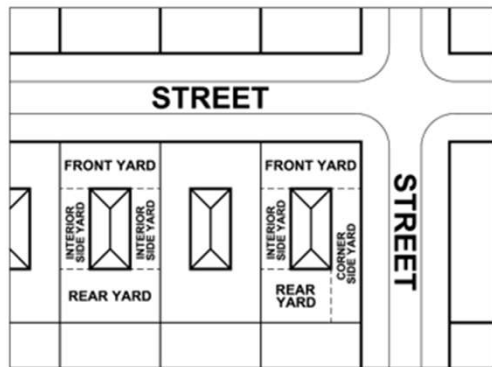 STREET
FRONT YARD
FRONT YARD
INTERIOR
SIDE YARD
INTERIOR
SIDE YARD
INTERIOR
SIDE YARD
CORNER
SIDE YARD
STREET
REAR YARD
REAR
YARD